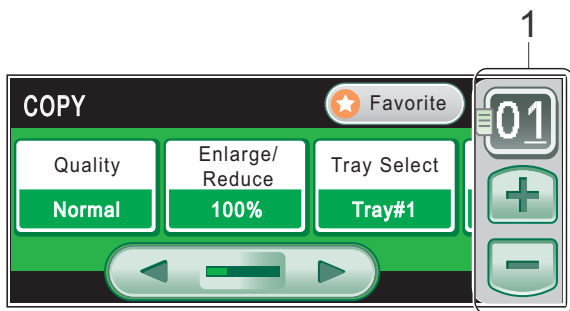 1
COPY
Favorite
01
Quality
Normal
Enlarge/
Reduce
100%
Tray Select
Tray#1
+
-